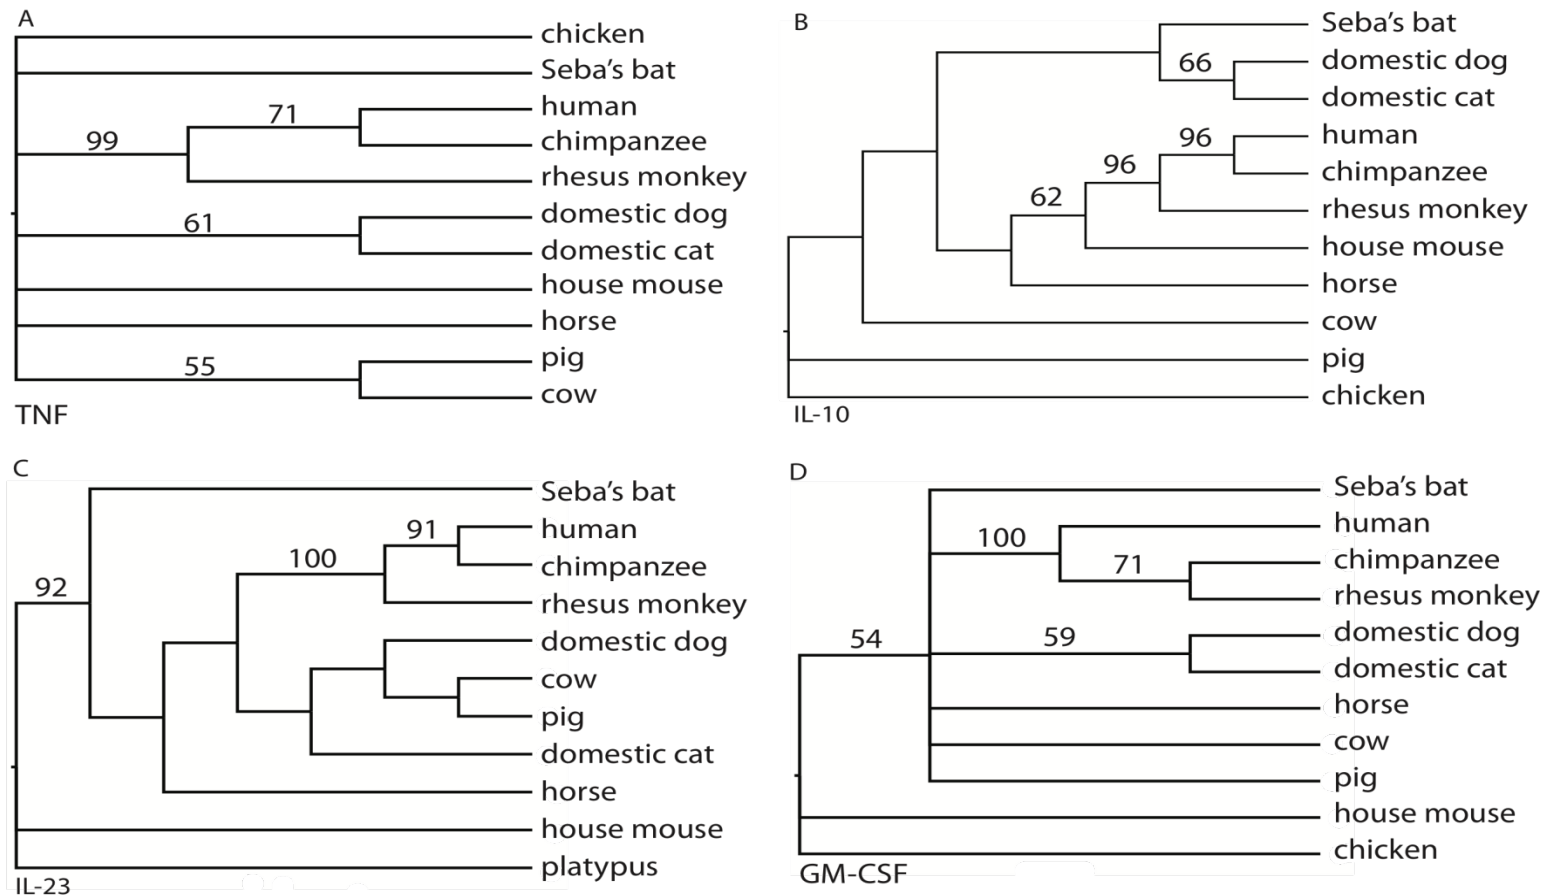 A
chicken
Seba's bat
human
71
chimpanzee
99
rhesus monkey
domestic dog
61
domestic cat
house mouse
horse
pig
55
cow
TNF
B
Seba's bat
domestic dog
66
domestic cat
human
96
chimpanzee
96
rhesus monkey
62
house mouse
horse
cow
pig
chicken
IL-10
C
Seba's bat
human
91
chimpanzee
100
92
rhesus monkey
domestic dog
cow
pig
domestic cat
horse
house mouse
platypus
IL-23
D
Seba's bat
human
100
chimpanzee
71
rhesus monkey
domestic dog
54
59
domestic cat
horse
cow
pig
house mouse
chicken
GM-CSF